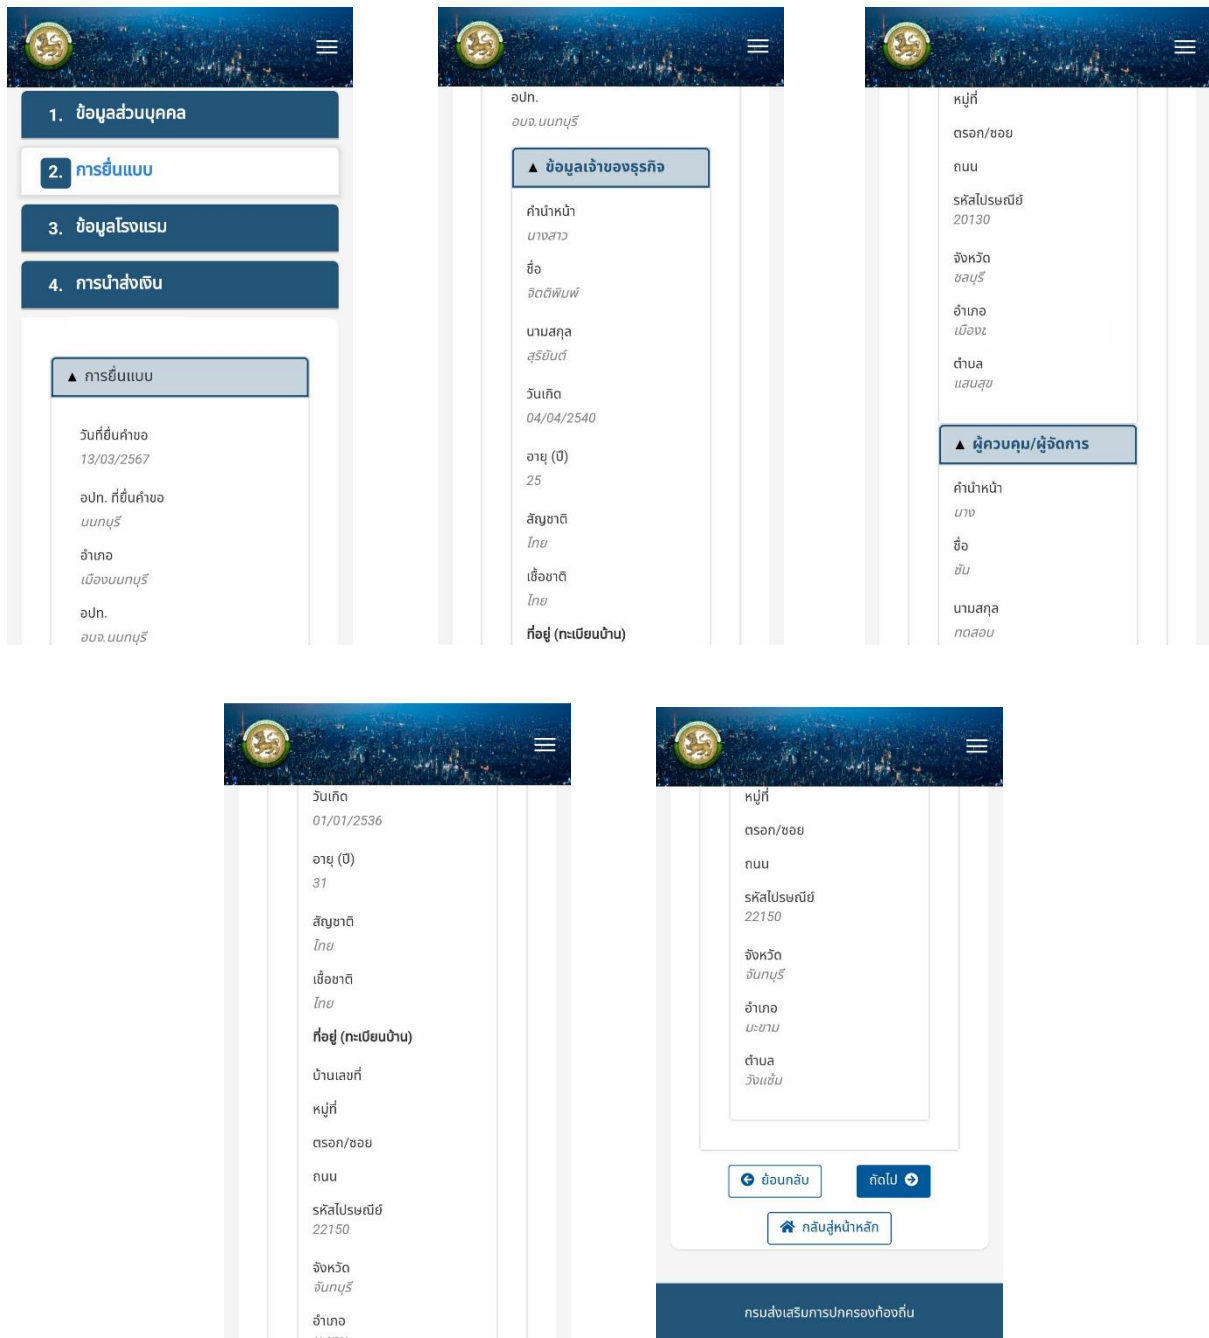 1. ข้อมูลส่วนบุคคล
2. การยื่นแบบ
3. ข้อมูลโรงแรม
4. การนำส่งเงิน
▲ การยื่นแบบ
วันที่ยื่นคำขอ
13/03/2567
อปท. ที่ยื่นคำขอ
นนทบุรี
อำเภอ
เมืองนนทบุรี
อปท.
อบจ.นนทบุรี
อปท.
อบจ.นนทบุรี
▲ ข้อมูลเจ้าของธุรกิจ
คำนำหน้า
นางสาว
ชื่อ
จิตติพิมพ์
นามสกุล
สุริยันต์
วันเกิด
04/04/2540
อายุ (ปี)
25
สัญชาติ
ไทย
เชื้อชาติ
ไทย
ที่อยู่ (ทะเบียนบ้าน)
หมู่ที่
ตรอก/ซอย
ถนน
รหัสไปรษณีย์
20130
จังหวัด
ชลบุรี
อำเภอ
เมือง
ตำบล
แสนสุข
▲ ผู้ควบคุม/ผู้จัดการ
คำนำหน้า
นาง
ชื่อ
ซัน
นามสกุล
ทดสอบ
วันเกิด
01/01/2536
อายุ (ปี)
31
สัญชาติ
ไทย
เชื้อชาติ
ไทย
ที่อยู่ (ทะเบียนบ้าน)
บ้านเลขที่
หมู่ที่
ตรอก/ซอย
ถนน
รหัสไปรษณีย์
22150
จังหวัด
จันทบุรี
อำเภอ
หมู่ที่
ตรอก/ซอย
ถนน
รหัสไปรษณีย์
22150
จังหวัด
จันทบุรี
อำเภอ
มะขาม
ตำบล
วังแซ้ม
ย้อนกลับ
ถัดไป
กลับสู่หน้าหลัก
กรมส่งเสริมการปกครองท้องถิ่น